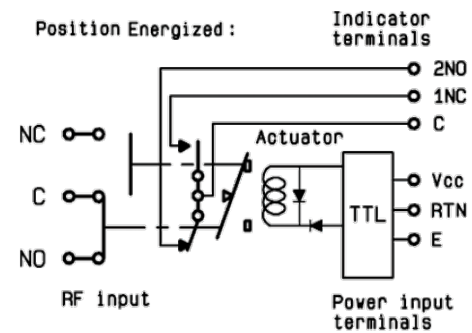 Position Energized :
Indicator
terminals
2NO
1NC
C
NC
Actuator
C
Vcc
TTL
RTN
E
NO
RF input
Power input
terminals